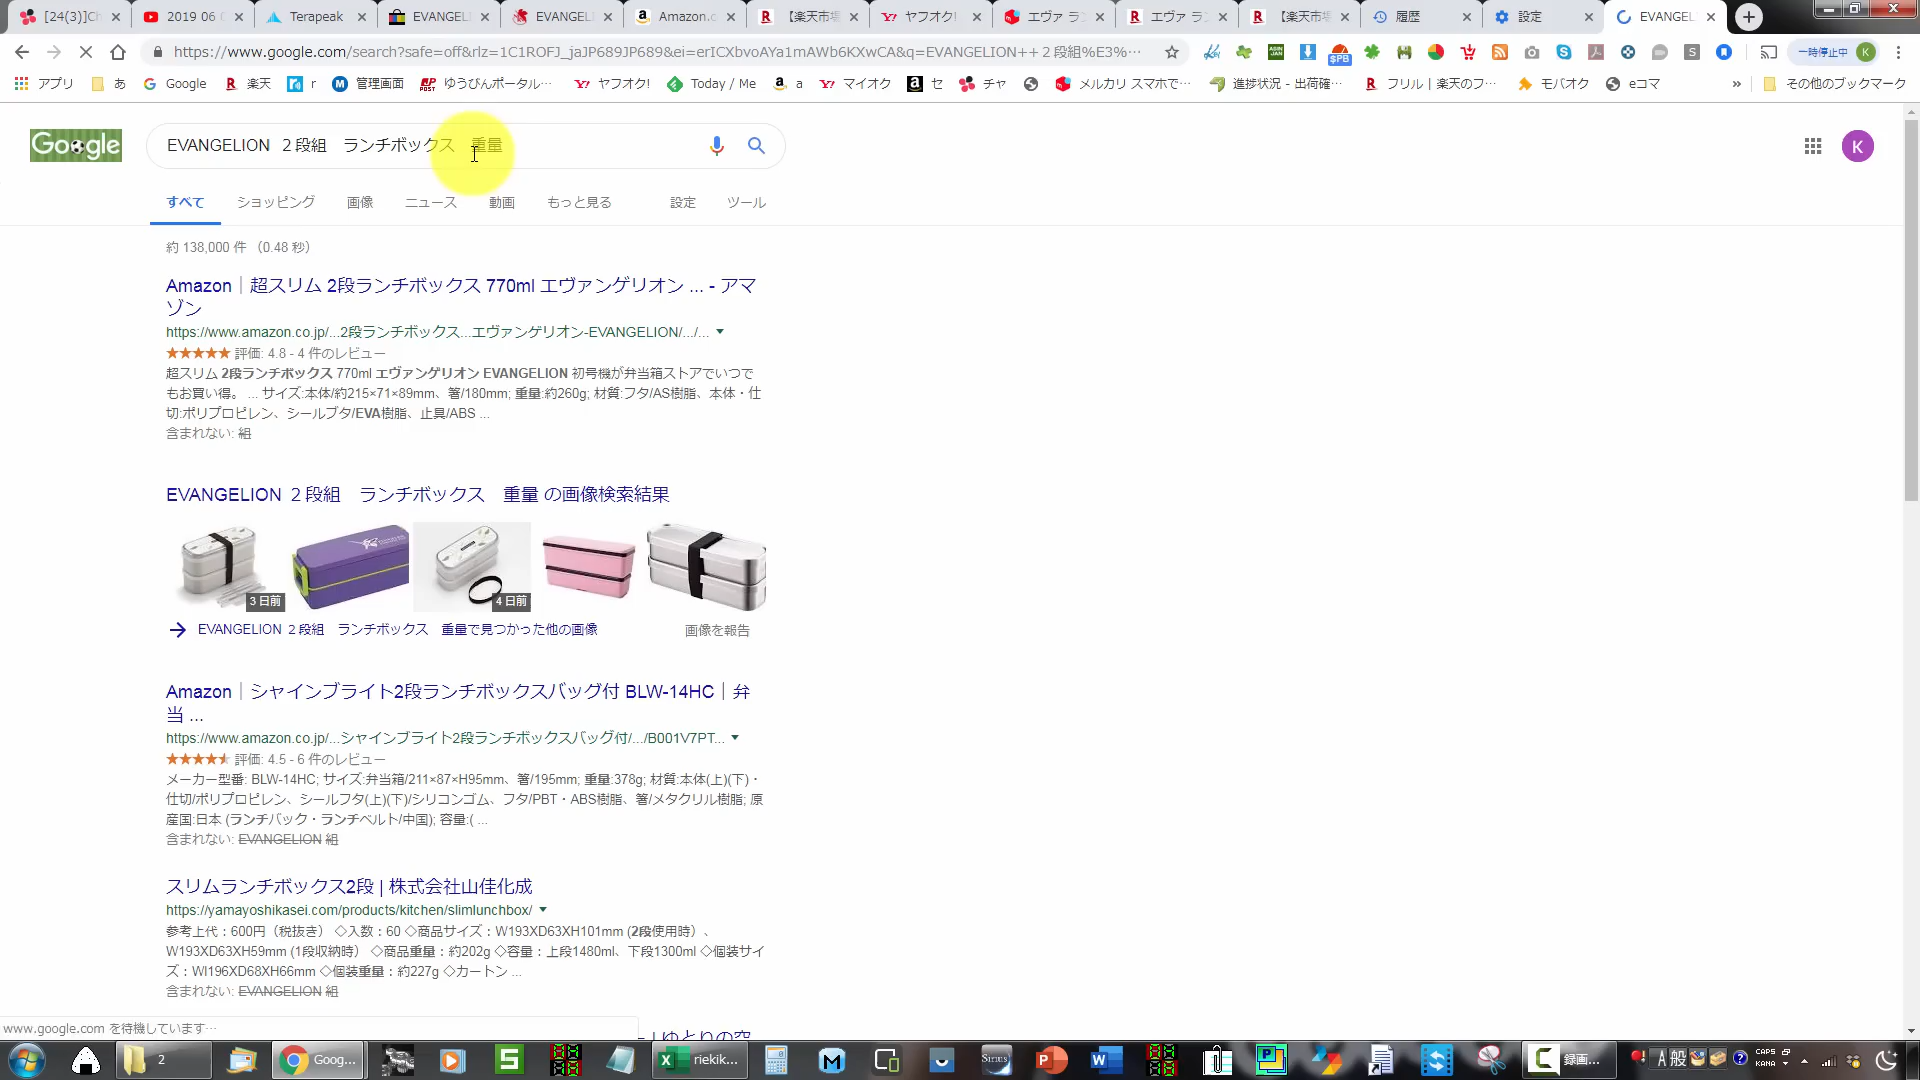 [24(3)]Ch
2019 06 0
Terapeak
EVANGEL
EVANGEL
Amazon.c
【楽天市場
ヤフオク!
エヴァ ラン
エヴァ ラン
【楽天市場
履歴
設定
EVANGEL
https://www.google.com/search?safe=off&rlz=1C1ROFJ_jaJP689JP689&ei=erICXbvoAYa1mAWb6KXwCA&q=EVANGELION++２段組%E3%…
一時停止中 K
アプリ
あ
Google
楽天
r
管理画面
ゆうびんポータル…
ヤフオク!
Today / Me
a
マイオク
セ
チャ
メルカリ スマホで…
進捗状況 - 出荷確…
フリル | 楽天のフ…
モバオク
eコマ
»
その他のブックマーク
Google
EVANGELION ２段組　ランチボックス　重量
K
すべて ショッピング 画像 ニュース 動画 もっと見る 設定 ツール
約 138,000 件 （0.48 秒）
Amazon｜超スリム 2段ランチボックス 770ml エヴァンゲリオン ... - アマ
ゾン
https://www.amazon.co.jp/...2段ランチボックス...エヴァンゲリオン-EVANGELION/.../...
★★★★★ 評価: 4.8 - 4 件のレビュー
超スリム 2段ランチボックス 770ml エヴァンゲリオン EVANGELION 初号機が弁当箱ストアでいつで
もお買い得。 ... サイズ:本体/約215×71×89mm、箸/180mm; 重量:約260g; 材質:フタ/AS樹脂、本体・仕
切:ポリプロピレン、シールブタ/EVA樹脂、止具/ABS ...
含まれない: 組
EVANGELION ２段組　ランチボックス　重量 の画像検索結果
3 日前
4 日前
EVANGELION ２段組　ランチボックス　重量で見つかった他の画像
画像を報告
Amazon｜シャインブライト2段ランチボックスバッグ付 BLW-14HC｜弁
当 ...
https://www.amazon.co.jp/...シャインブライト2段ランチボックスバッグ付/.../B001V7PT...
評価: 4.5 - 6 件のレビュー
メーカー型番: BLW-14HC; サイズ:弁当箱/211×87×H95mm、箸/195mm; 重量:378g; 材質:本体(上)(下)・
仕切/ポリプロピレン、シールフタ(上)(下)/シリコンゴム、フタ/PBT・ABS樹脂、箸/メタクリル樹脂; 原
産国:日本 (ランチバック・ランチベルト/中国); 容量:( ...
含まれない: EVANGELION 組
スリムランチボックス2段 | 株式会社山佳化成
https://yamayoshikasei.com/products/kitchen/slimlunchbox/
参考上代：600円（税抜き） ◇入数：60 ◇商品サイズ：W193XD63XH101mm (2段使用時）、
W193XD63XH59mm (1段収納時） ◇商品重量：約202g ◇容量：上段1480ml、下段1300ml ◇個装サイ
ズ：WI196XD68XH66mm ◇個装重量：約227g ◇カートン ...
含まれない: EVANGELION 組
www.google.com を待機しています…
2
Goog...
riekik...
Sirius
録画...
A 般
CAPS
KANA